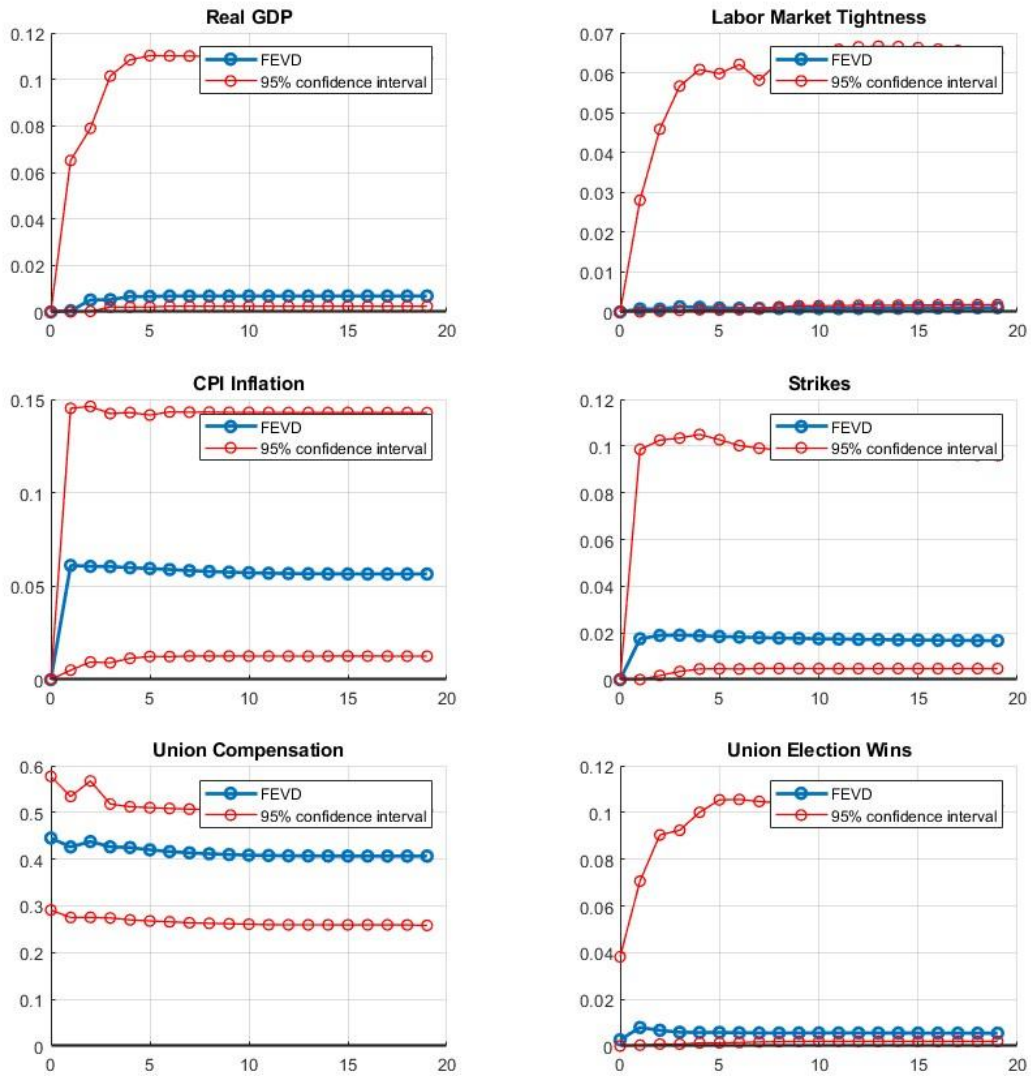 Real GDP
0.12
0.1
0.08
0.06
0.04
0.02
0
0 5 10 15 20
FEVD
95% confidence interval
Labor Market Tightness
0.07
0.06
0.05
0.04
0.03
0.02
0.01
0
0 5 10 15 20
FEVD
95% confidence interval
CPI Inflation
0.15
0.1
0.05
0
0 5 10 15 20
FEVD
95% confidence interval
Strikes
0.12
0.1
0.08
0.06
0.04
0.02
0
0 5 10 15 20
FEVD
95% confidence interval
Union Compensation
0.6
0.5
0.4
0.3
0.2
0.1
0
0 5 10 15 20
FEVD
95% confidence interval
Union Election Wins
0.12
0.1
0.08
0.06
0.04
0.02
0
0 5 10 15 20
FEVD
95% confidence interval